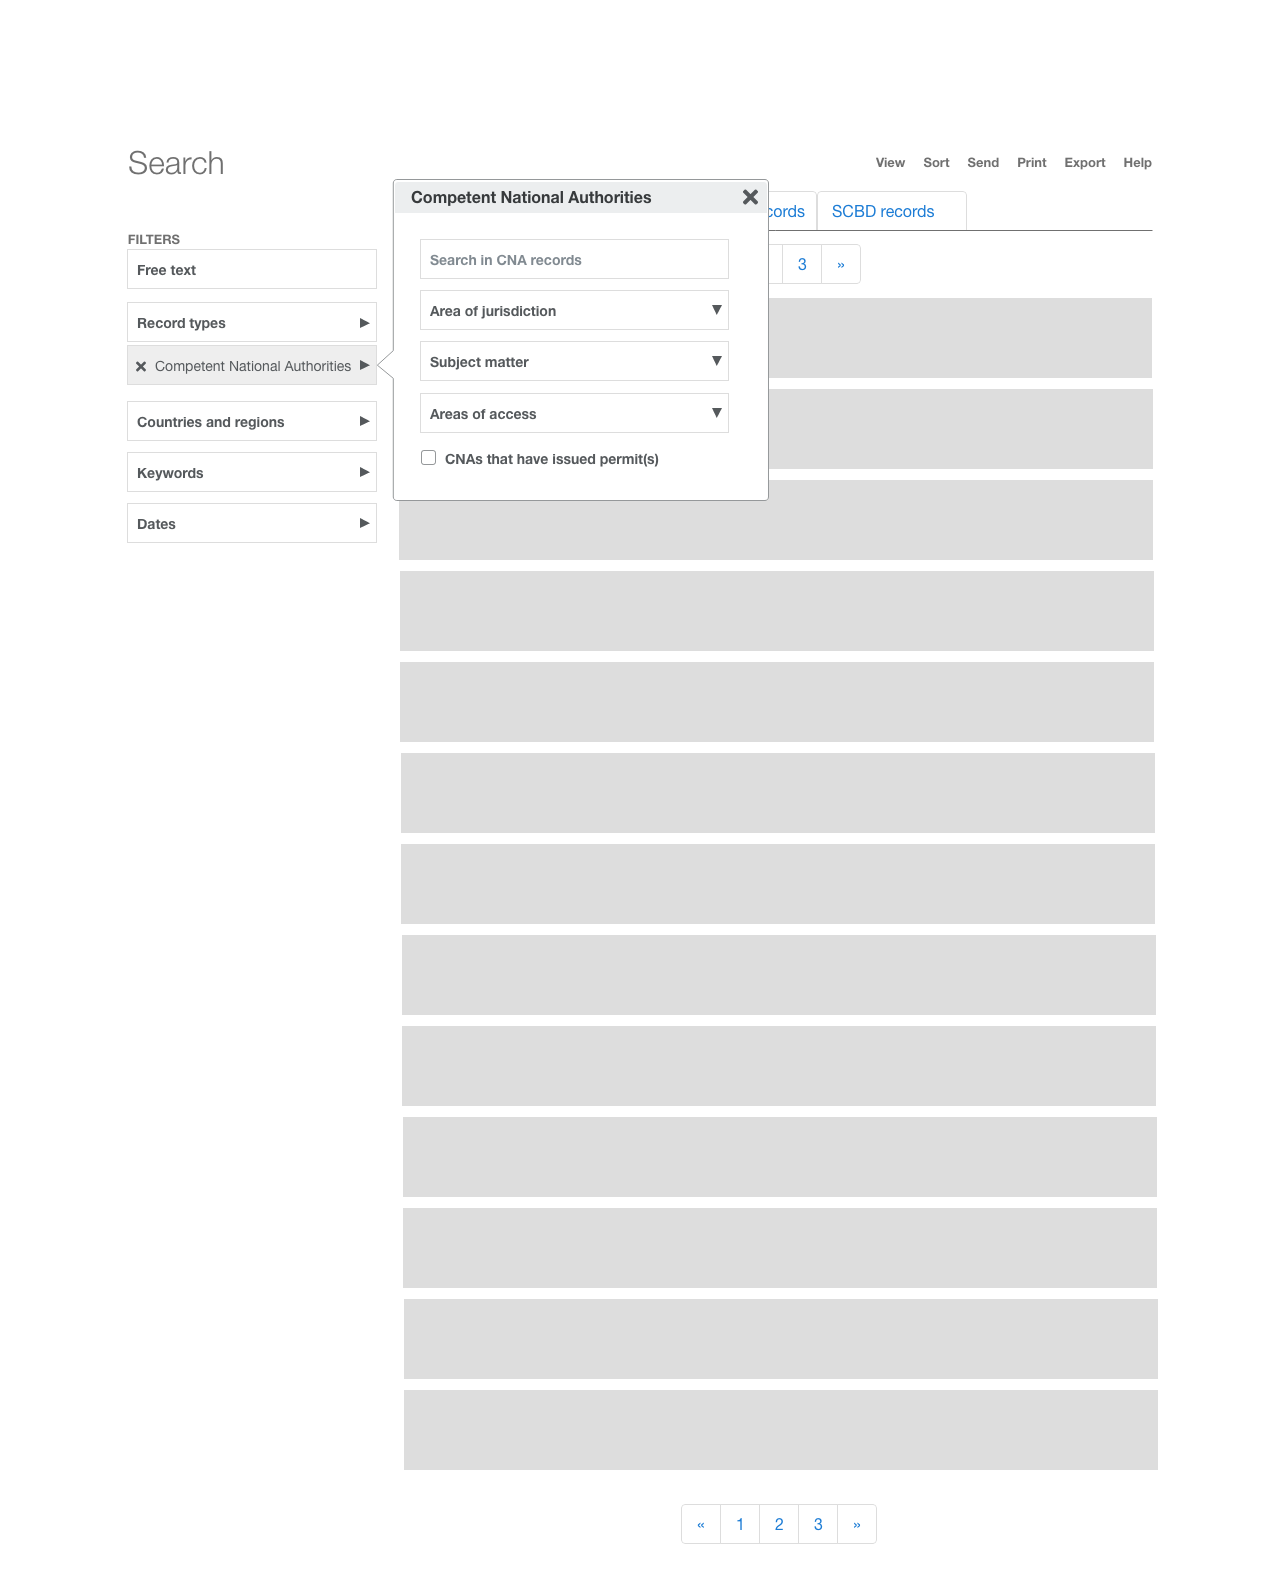 Search
View Sort Send Print Export Help
Competent National Authorities
SCBD records
FILTERS
Free text
Search in CNA records
3 »
Record types
Area of jurisdiction
Competent National Authorities
Subject matter
Countries and regions
Areas of access
Keywords
CNAs that have issued permit(s)
Dates
« 1 2 3 »